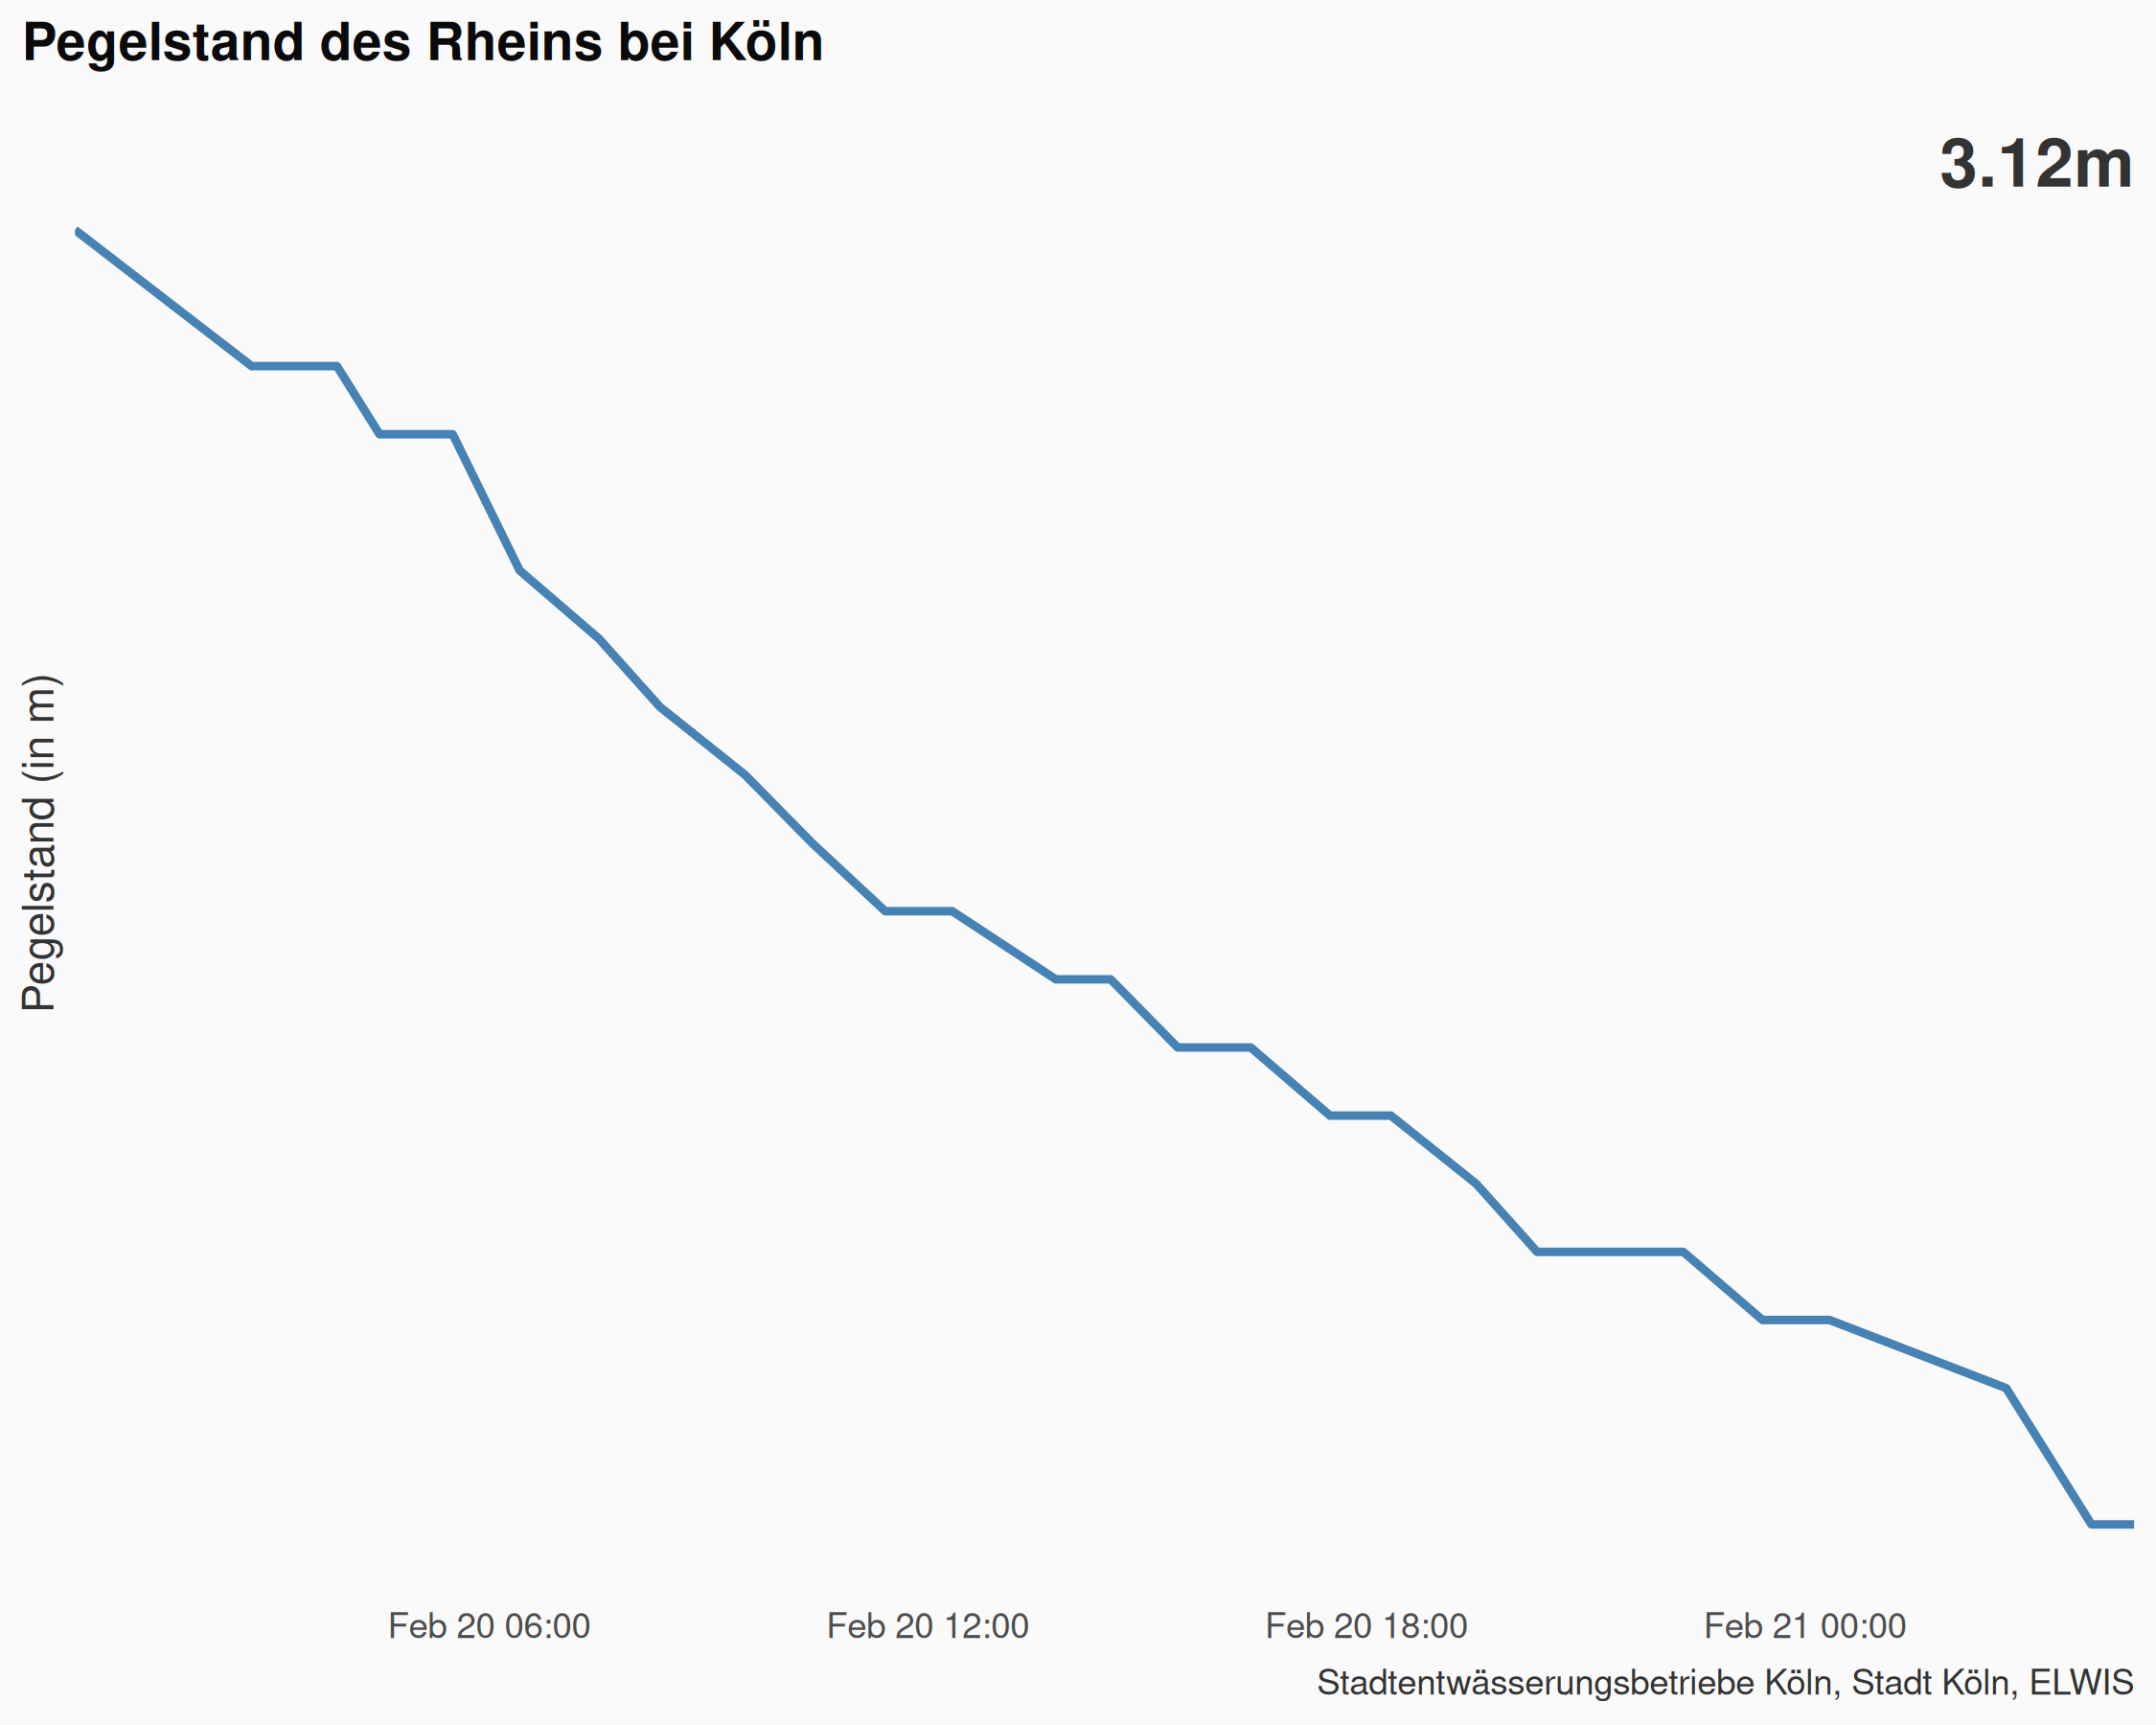 Pegelstand des Rheins bei Köln
3.12m
Pegelstand (in m)
Feb 20 06:00
Feb 20 12:00
Feb 20 18:00
Feb 21 00:00
Stadtentwässerungsbetriebe Köln, Stadt Köln, ELWIS